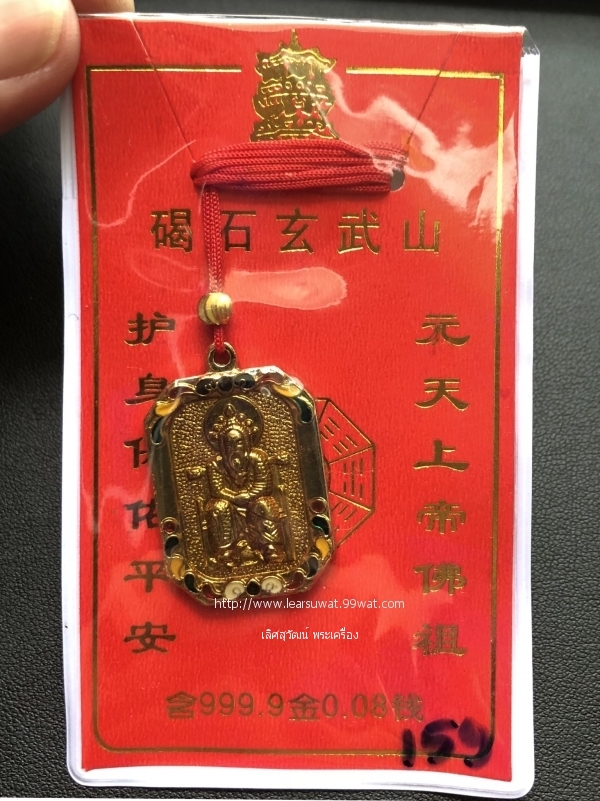 碣石玄武山
元天上帝佛祖
护身保佑平安
http://www.learsuwat.99wat.com
เลิศสุวัฒน์ พระเครื่อง
含999.9金0.08钱
159